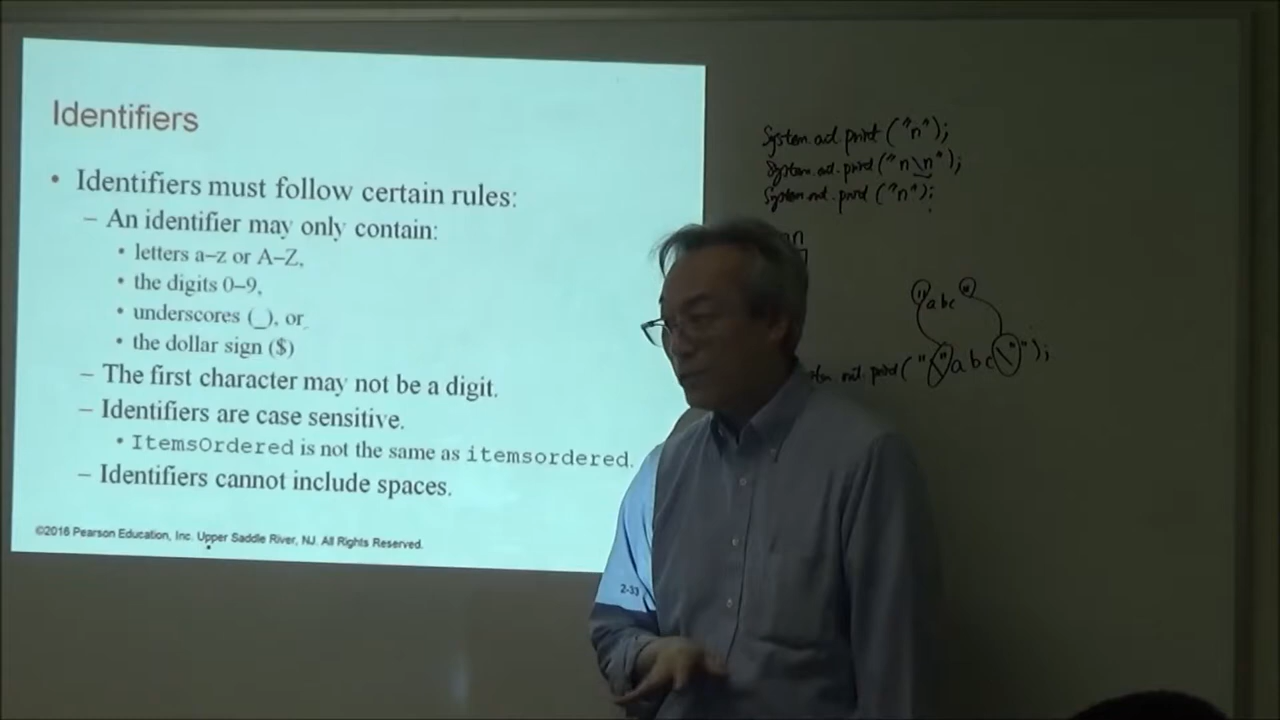 Identifiers
• Identifiers must follow certain rules:
– An identifier may only contain:
• letters a–z or A–Z,
• the digits 0–9,
• underscores (_), or
• the dollar sign ($)
– The first character may not be a digit.
– Identifiers are case sensitive.
• ItemsOrdered is not the same as itemsordered.
– Identifiers cannot include spaces.
©2016 Pearson Education, Inc. Upper Saddle River, NJ. All Rights Reserved.
2-33
System.out.print("n");
System.out.print("n\n");
System.out.print("n");
"abc"
out.print("\"abc\"");